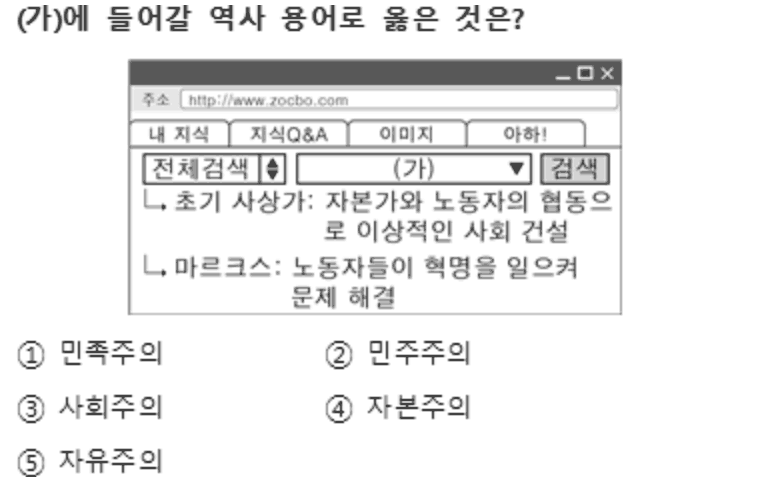 (가)에 들어갈 역사 용어로 옳은 것은?
주소 http://www.zocbo.com
내 지식 지식Q&A 이미지 아하!
전체검색 (가) 검색
초기 사상가: 자본가와 노동자의 협동으
로 이상적인 사회 건설
마르크스: 노동자들이 혁명을 일으켜
문제 해결
① 민족주의 ② 민주주의
③ 사회주의 ④ 자본주의
⑤ 자유주의